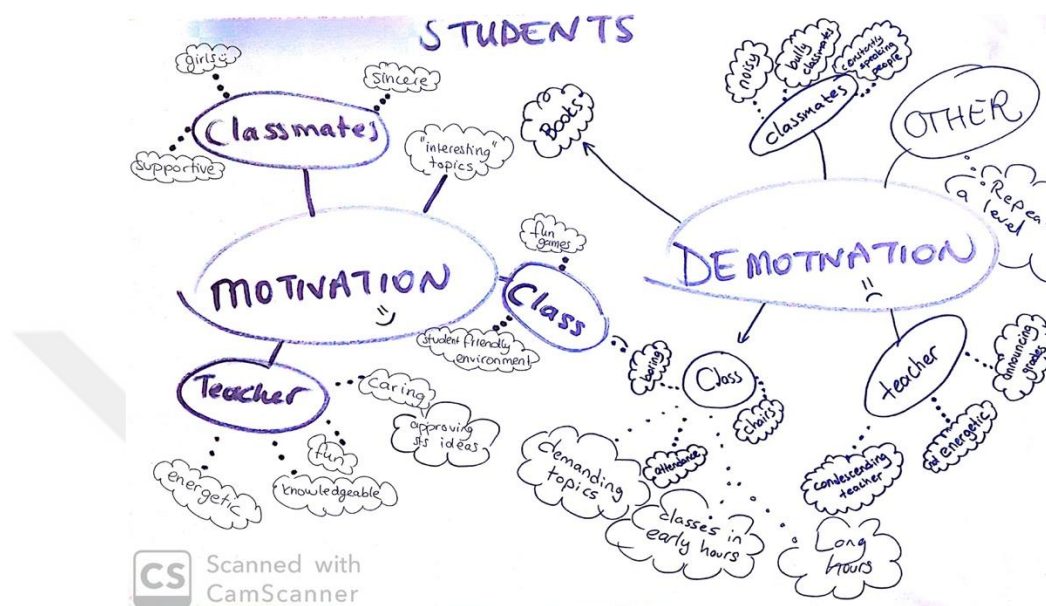 STUDENTS
girls
sincere
Classmates
supportive
"interesting"
topics
MOTIVATION
fun
games
Class
student friendly
environment
Teacher
caring
approving
sts ideas
fun
energetic
knowledgeable
Books
noisy
bully
classmates
constantly
speaking
people
classmates
OTHER
Repea
a level
DEMOTIVATION
boring
Class
chairs
attendance
demanding
topics
classes in
early hours
Long
hours
teacher
announcing
grades
not energetic
condescending
teacher
CS
Scanned with
CamScanner